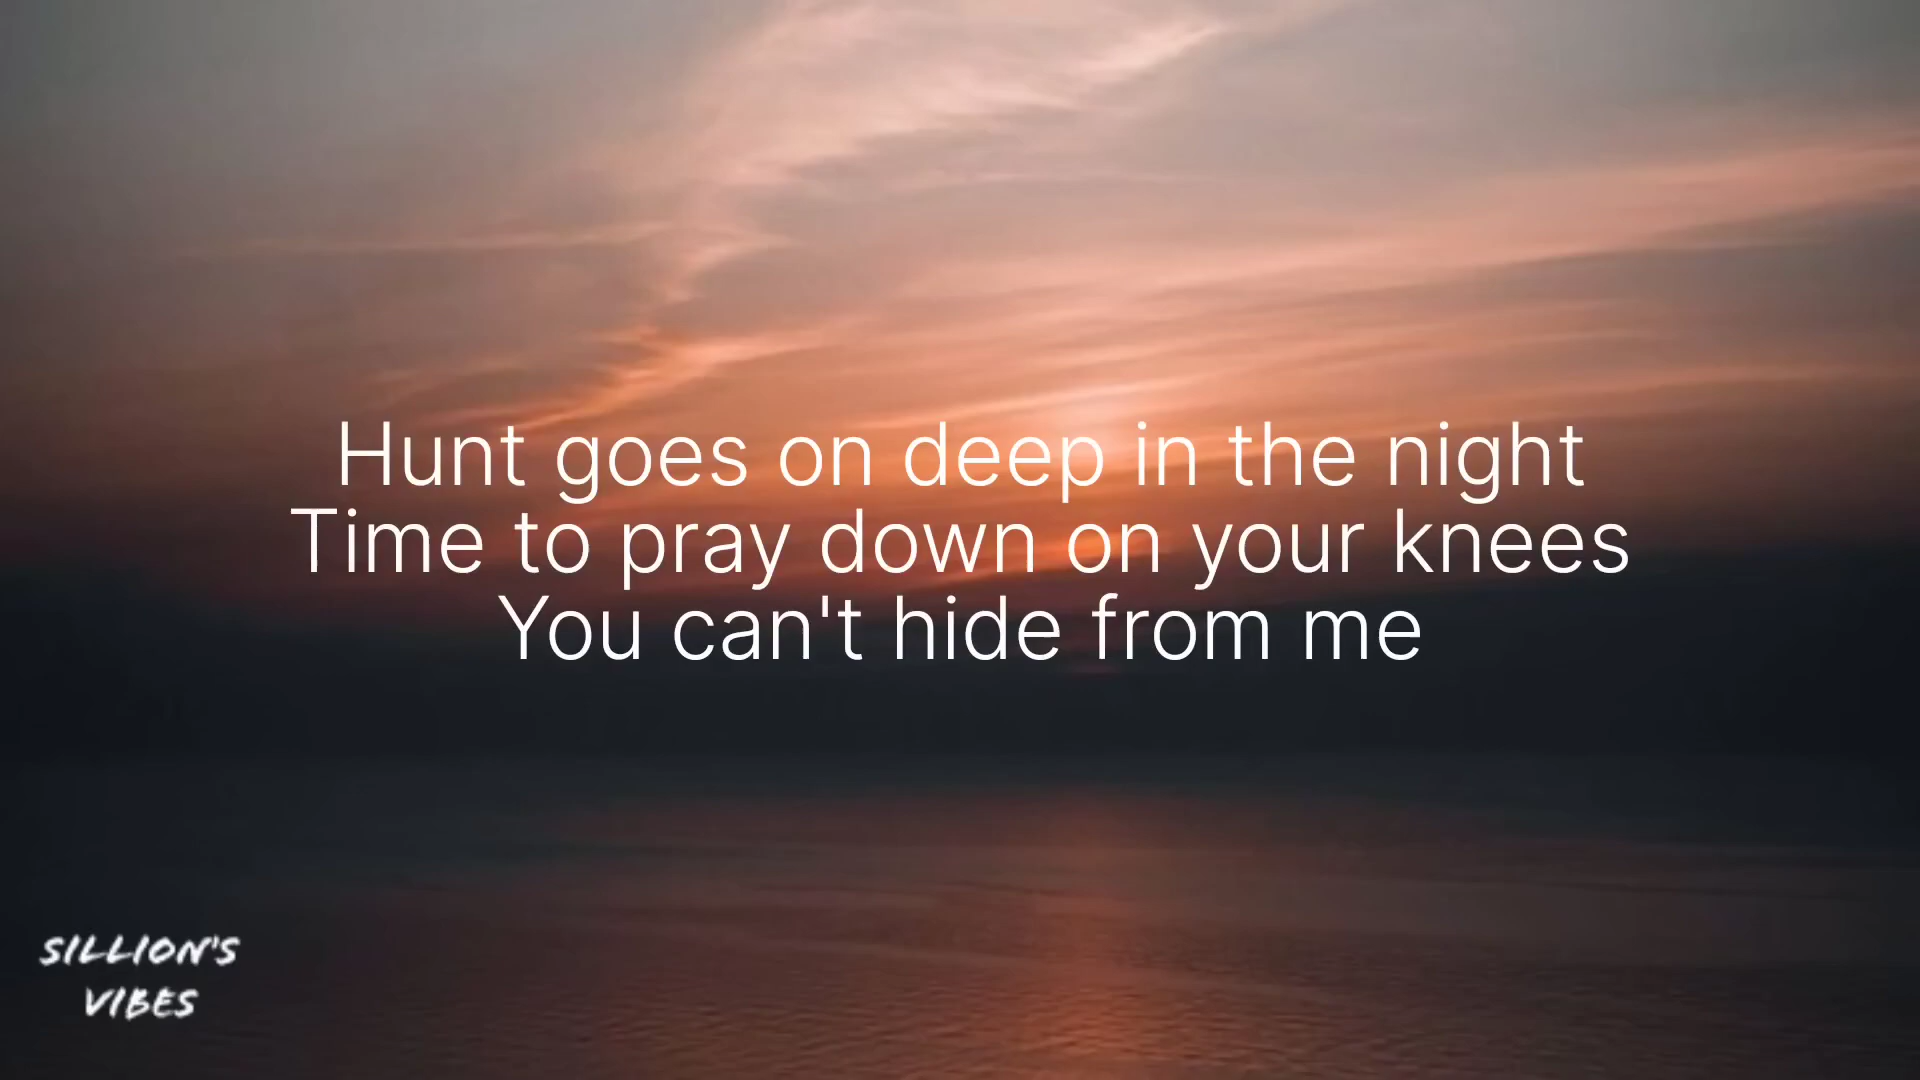 Hunt goes on deep in the night
Time to pray down on your knees
You can't hide from me
SILLION'S
VIBES